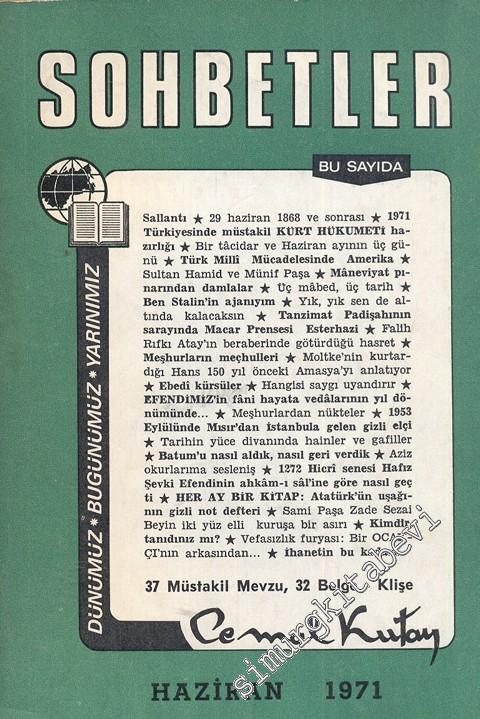 SOHBETLER
BU SAYIDA
DÜNÜMÜZ ★ BUGÜNÜMÜZ ★ YARINIMIZ
Sallantı ★ 29 haziran 1868 ve sonrası ★ 1971
Türkiyesinde müstakil KÜRT HÜKUMETİ ha-
zırlığı ★ Bir tâcidar ve Haziran ayının üç gü-
nü ★ Türk Millî Mücadelesinde Amerika ★
Sultan Hamid ve Münif Paşa ★ Mâneviyat pı-
narından damlalar ★ Üç mâbed, üç tarih ★
Ben Stalin'in ajanıyım ★ Yık, yık sen de al-
tında kalacaksın ★ Tanzimat Padişahının
sarayında Macar Prensesi Esterhazi ★ Falih
Rıfkı Atay'ın beraberinde götürdüğü hasret ★
Meşhurların meçhulleri ★ Moltke'nin kurtar-
dığı Hans 150 yıl önceki Amasya'yı anlatıyor
★ Ebedî kürsüler ★ Hangisi saygı uyandırır ★
EFENDİMİZ'in fâni hayata vedâlarının yıl dö-
nümünde... ★ Meşhurlardan nükteler ★ 1953
Eylülünde Mısır'dan istanbula gelen gizli elçi
★ Tarihin yüce divanında hainler ve gafiller
★ Batum'u nasıl aldık, nasıl geri verdik ★ Aziz
okurlarıma sesleniş ★ 1272 Hicrî senesi Hafız
Şevki Efendinin ahkâm-ı sâl'ine göre nasıl geç
ti ★ HER AY BİR KİTAP: Atatürk'ün uşağı-
nın gizli not defteri ★ Sami Paşa Zade Sezai
Beyin iki yüz elli kuruşa bir asırı ★ Kimdir
tanıdınız mı? ★ Vefasızlık furyası: Bir
ÇI'nın arkasından... ★ ihanetin bu
37 Müstakil Mevzu, 32 Klişe
Cemal Kutay
HAZİRAN 1971
simurgkitabevi